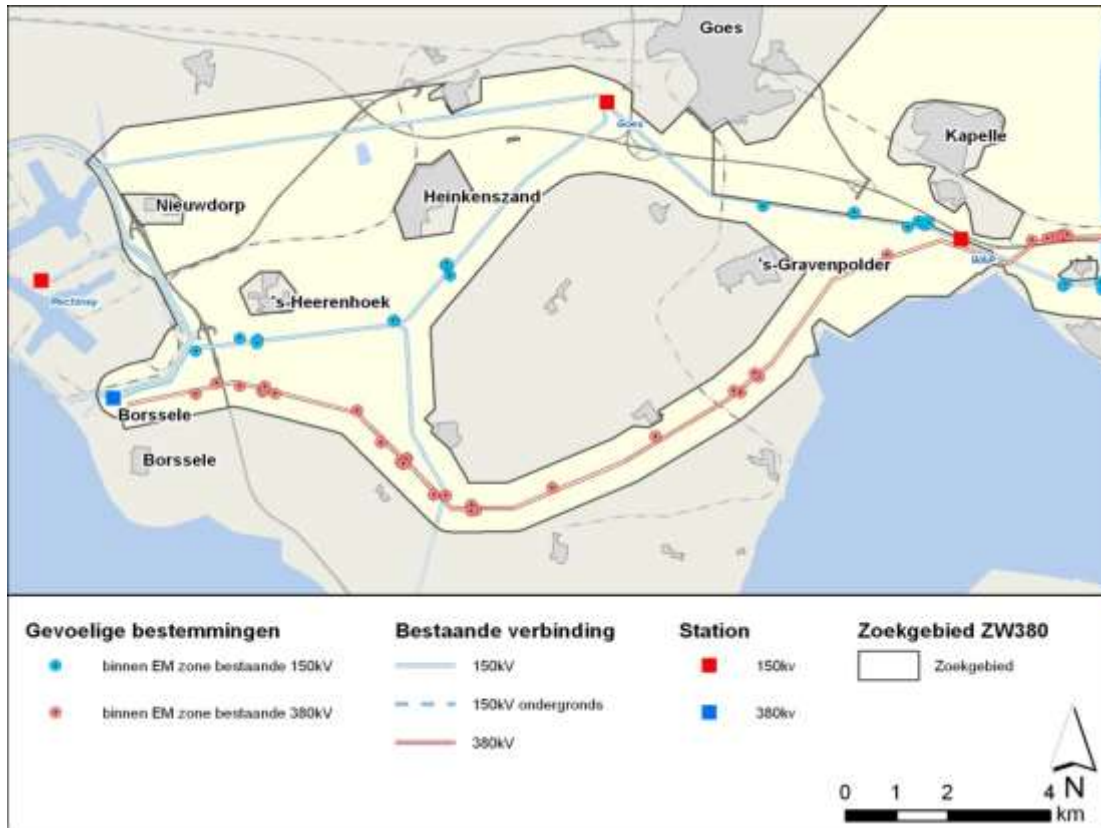 Goes
Kapelle
Goes
Nieuwdorp
Heinkenszand
's-Gravenpolder
WAP
Pechiney
's-Heerenhoek
Borssele
Borssele
Gevoelige bestemmingen
binnen EM zone bestaande 150kV
binnen EM zone bestaande 380kV
Bestaande verbinding
150kV
150kV ondergronds
380kV
Station
150kv
380kv
Zoekgebied ZW380
Zoekgebied
N
0 1 2 4
km